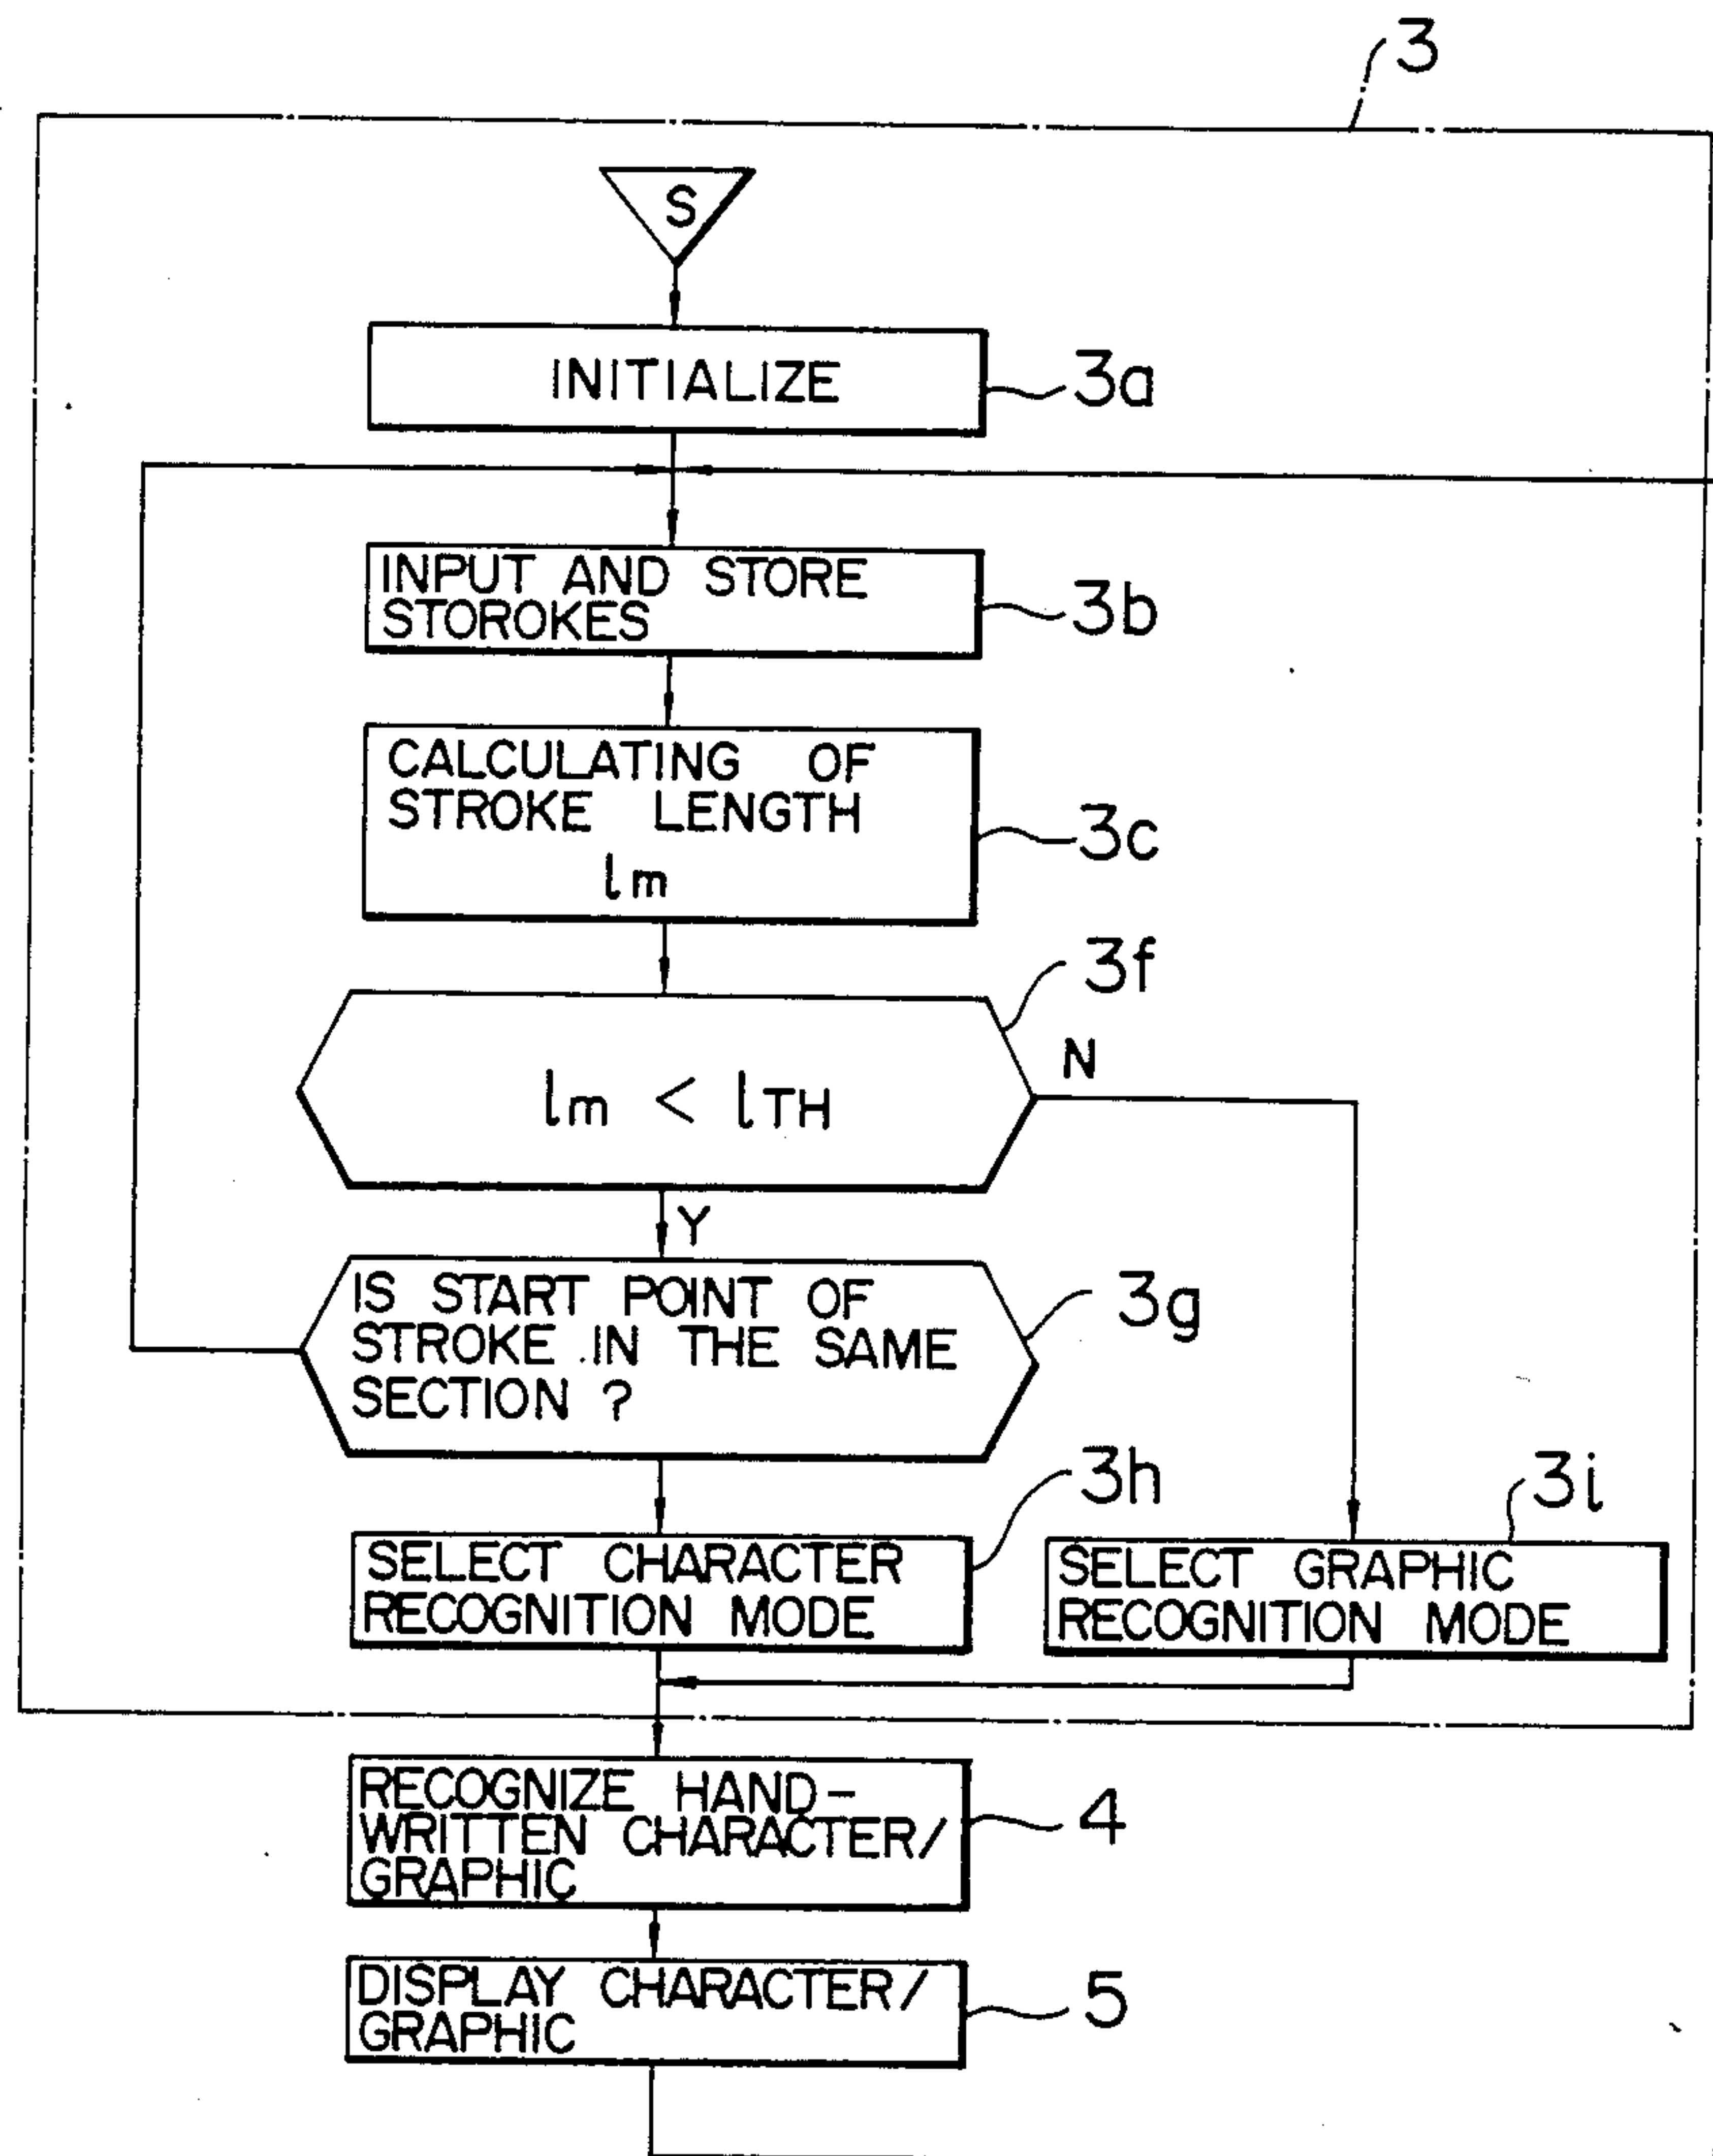 3
S
INITIALIZE
3a
INPUT AND STORE
STOROKES
3b
CALCULATING OF
STROKE LENGTH
lm
3c
3f
lm < lTH
N
Y
IS START POINT OF
STROKE IN THE SAME
SECTION ?
3g
3h
SELECT CHARACTER
RECOGNITION MODE
3i
SELECT GRAPHIC
RECOGNITION MODE
RECOGNIZE HAND-
WRITTEN CHARACTER/
GRAPHIC
4
DISPLAY CHARACTER/
GRAPHIC
5